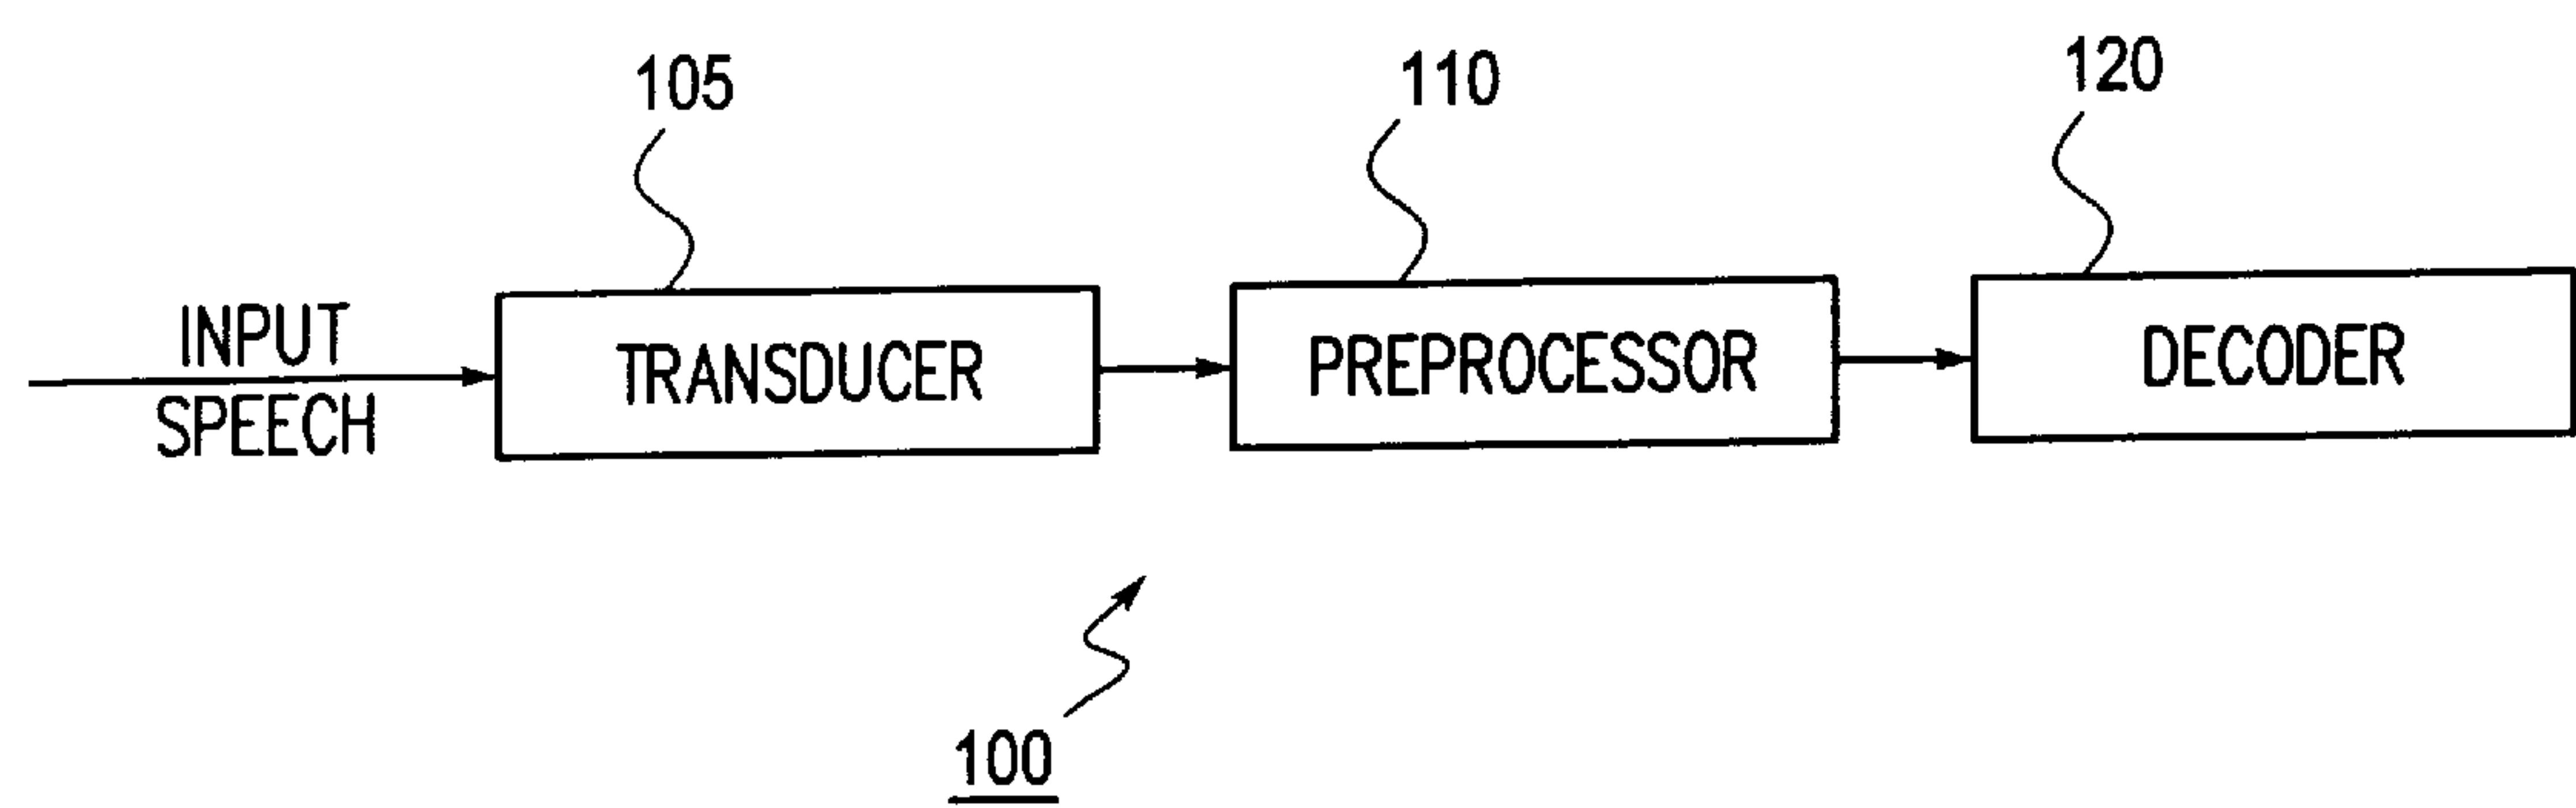 105
110
120
INPUT
SPEECH
TRANSDUCER
PREPROCESSOR
DECODER
100